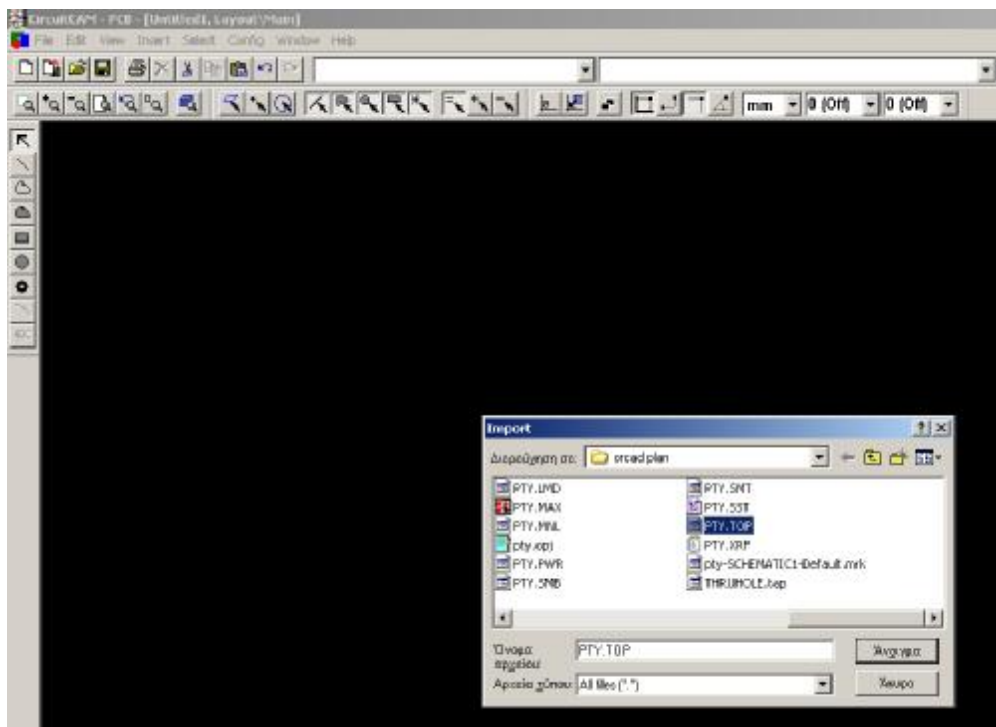 CircuitCAM - PCB - [Untitled1, Layout\Main]
File Edit View Insert Select Config Window Help
mm 0 (Off) 0 (Off)
Import
Διερεύνηση σε: orcad plan
PTY.LMD PTY.SMT
PTY.MAX PTY.SST
PTY.MNL PTY.TOP
pty.opj PTY.XRF
PTY.PWR pty-SCHEMATIC1-Default.mrk
PTY.SMB THRUHOLE.tap
Όνομα αρχείου: PTY.TOP Άνοιγμα
Αρχεία τύπου: All files (*.*) Άκυρο